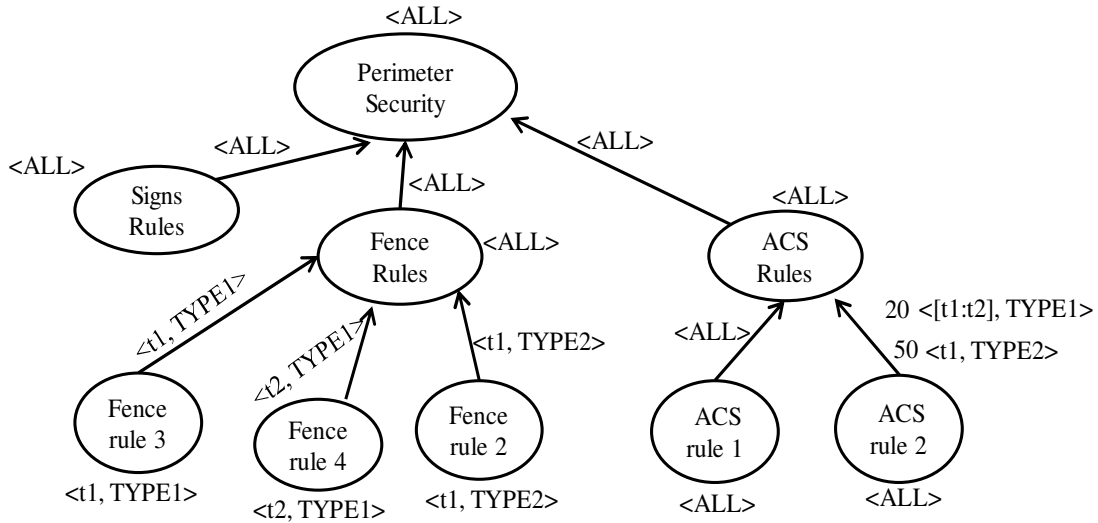 <ALL>
Perimeter
Security
<ALL>
<ALL>
<ALL>
<ALL>
<ALL>
Signs
Rules
Fence
Rules
<ALL>
ACS
Rules
<t1, TYPE1>
<t2, TYPE1>
<t1, TYPE2>
<ALL>
20 <[t1:t2], TYPE1>
50 <t1, TYPE2>
Fence
rule 3
Fence
rule 4
Fence
rule 2
ACS
rule 1
ACS
rule 2
<t1, TYPE1>
<t2, TYPE1>
<t1, TYPE2>
<ALL>
<ALL>